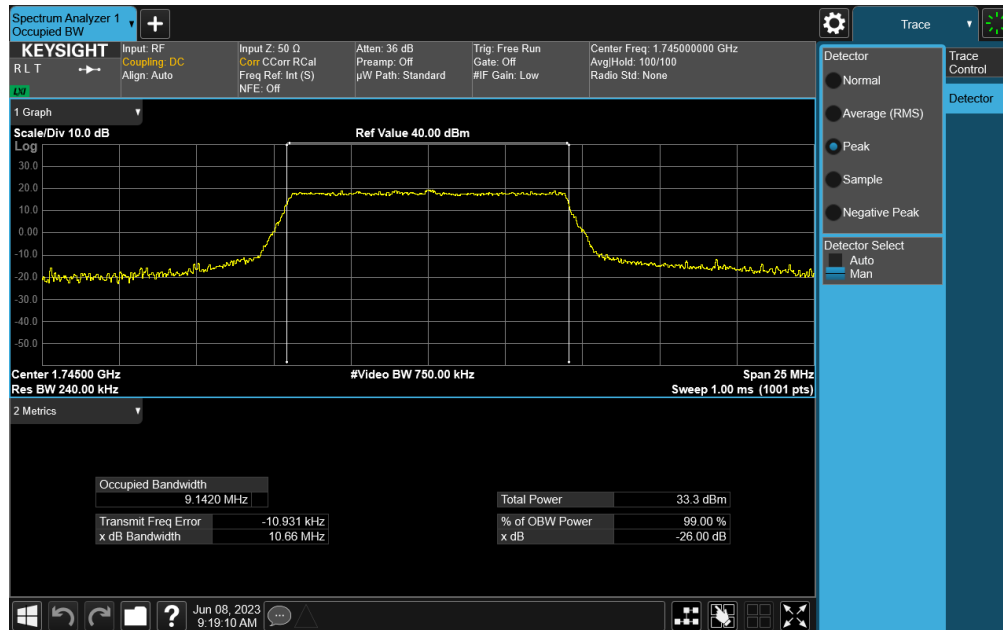 Spectrum Analyzer 1
Occupied BW
Trace
KEYSIGHT
R L T
LXI
Input: RF
Coupling: DC
Align: Auto
Input Z: 50 Ω
Corr CCorr RCal
Freq Ref: Int (S)
NFE: Off
Atten: 36 dB
Preamp: Off
µW Path: Standard
Trig: Free Run
Gate: Off
#IF Gain: Low
Center Freq: 1.745000000 GHz
Avg|Hold: 100/100
Radio Std: None
1 Graph
Scale/Div 10.0 dB
Ref Value 40.00 dBm
Log
30.0
20.0
10.0
0.00
-10.0
-20.0
-30.0
-40.0
-50.0
Center 1.74500 GHz
#Video BW 750.00 kHz
Span 25 MHz
Res BW 240.00 kHz
Sweep 1.00 ms (1001 pts)
2 Metrics
Occupied Bandwidth
9.1420 MHz
Transmit Freq Error -10.931 kHz
x dB Bandwidth 10.66 MHz
Total Power 33.3 dBm
% of OBW Power 99.00 %
x dB -26.00 dB
Detector
Normal
Average (RMS)
Peak
Sample
Negative Peak
Detector Select
Auto
Man
Trace
Control
Detector
?
Jun 08, 2023
9:19:10 AM